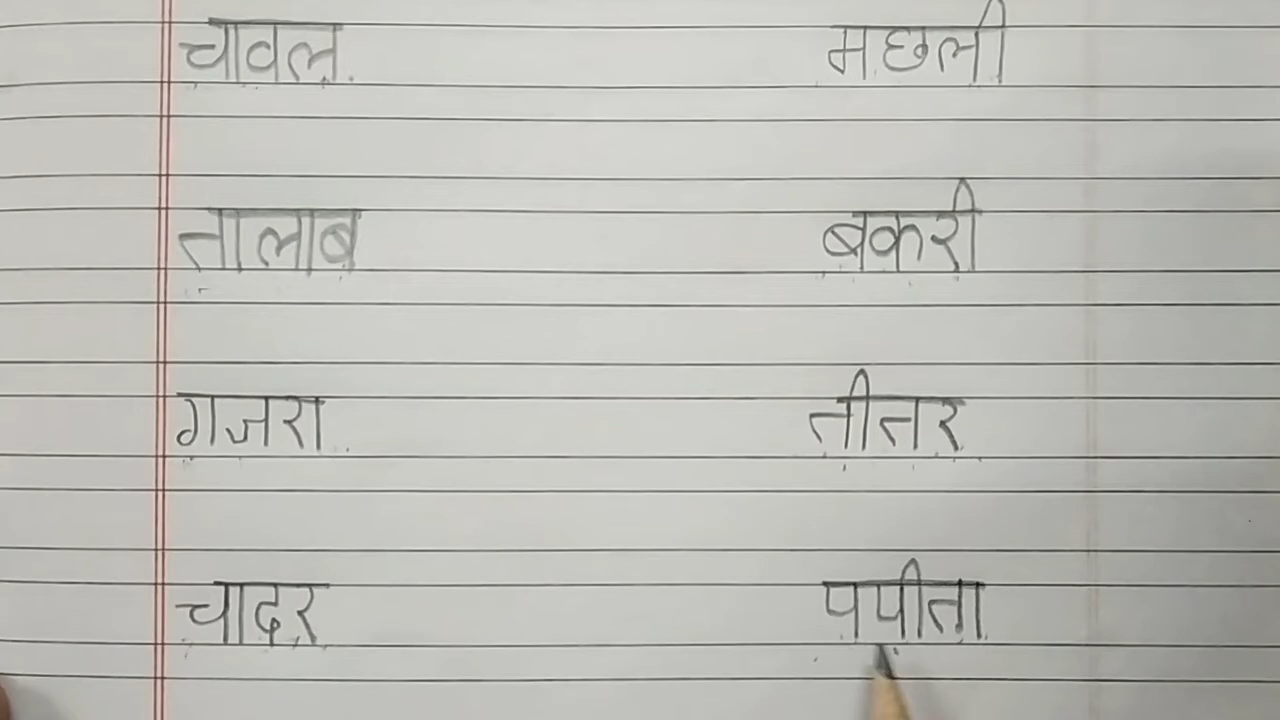 चावल मछली
तालाब बकरी
गजरा तीतर
चादर पपीता